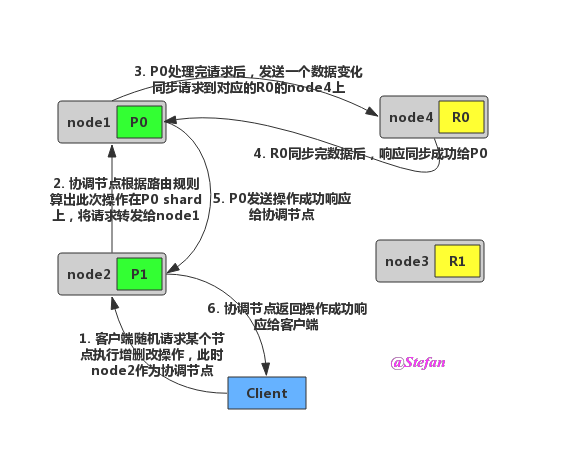 3. P0处理完请求后，发送一个数据变化
同步请求到对应的R0的node4上
node1
P0
node4
R0
4. R0同步完数据后，响应同步成功给P0
2. 协调节点根据路由规则
算出此次操作在P0 shard
上，将请求转发给node1
5. P0发送操作成功响应
给协调节点
node2
P1
node3
R1
6. 协调节点返回操作成功响
应给客户端
1. 客户端随机请求某个节
点执行增删改操作，此时
node2作为协调节点
@Stefan
Client